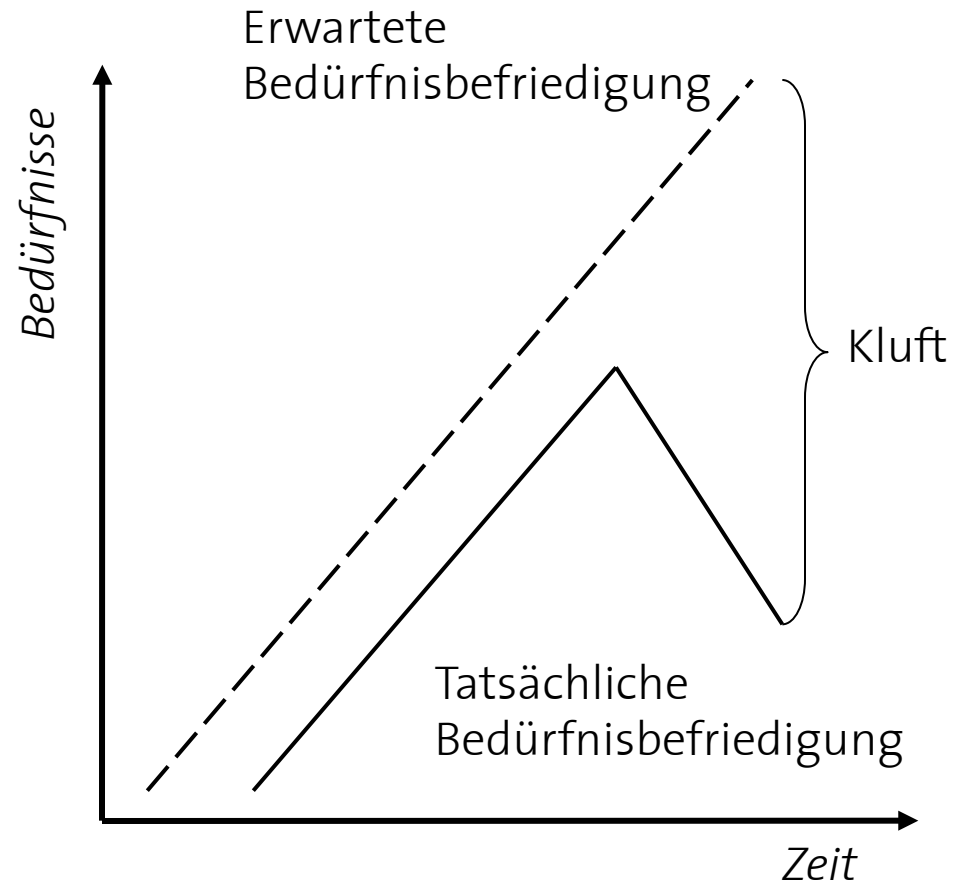 Erwartete
Bedürfnisbefriedigung
Bedürfnisse
Kluft
Tatsächliche
Bedürfnisbefriedigung
Zeit